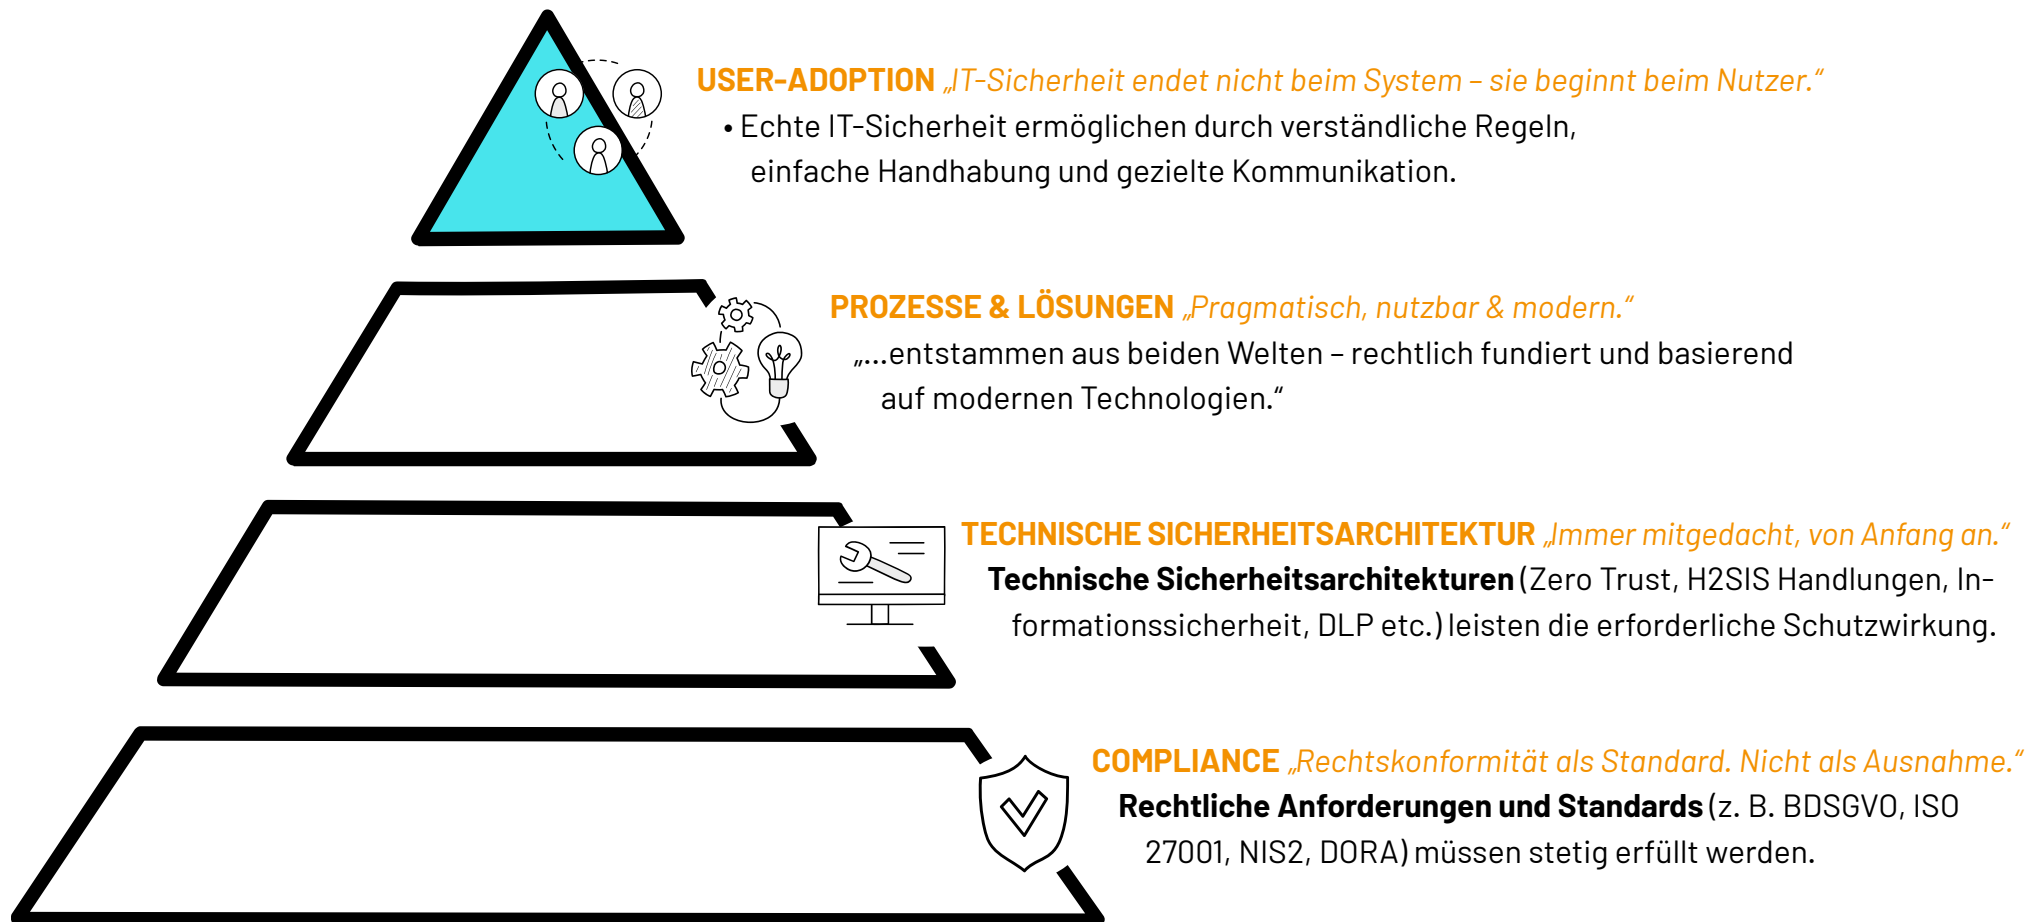 USER-ADOPTION „IT-Sicherheit endet nicht beim System – sie beginnt beim Nutzer.“
• Echte IT-Sicherheit ermöglichen durch verständliche Regeln,
einfache Handhabung und gezielte Kommunikation.
PROZESSE & LÖSUNGEN „Pragmatisch, nutzbar & modern.“
„...entstammen aus beiden Welten – rechtlich fundiert und basierend
auf modernen Technologien.“
TECHNISCHE SICHERHEITSARCHITEKTUR „Immer mitgedacht, von Anfang an.“
Technische Sicherheitsarchitekturen (Zero Trust, H2SIS Handlungen, In-
formationssicherheit, DLP etc.) leisten die erforderliche Schutzwirkung.
COMPLIANCE „Rechtskonformität als Standard. Nicht als Ausnahme.“
Rechtliche Anforderungen und Standards (z. B. BDSGVO, ISO
27001, NIS2, DORA) müssen stetig erfüllt werden.